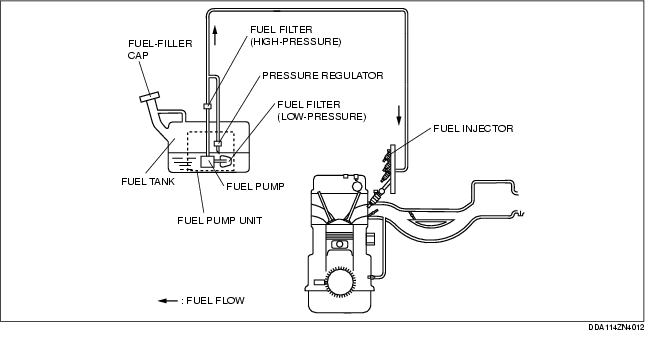 FUEL FILTER
(HIGH-PRESSURE)
FUEL-FILLER
CAP
PRESSURE REGULATOR
FUEL FILTER
(LOW-PRESSURE)
FUEL INJECTOR
FUEL TANK
FUEL PUMP
FUEL PUMP UNIT
: FUEL FLOW
DDA114ZN4012